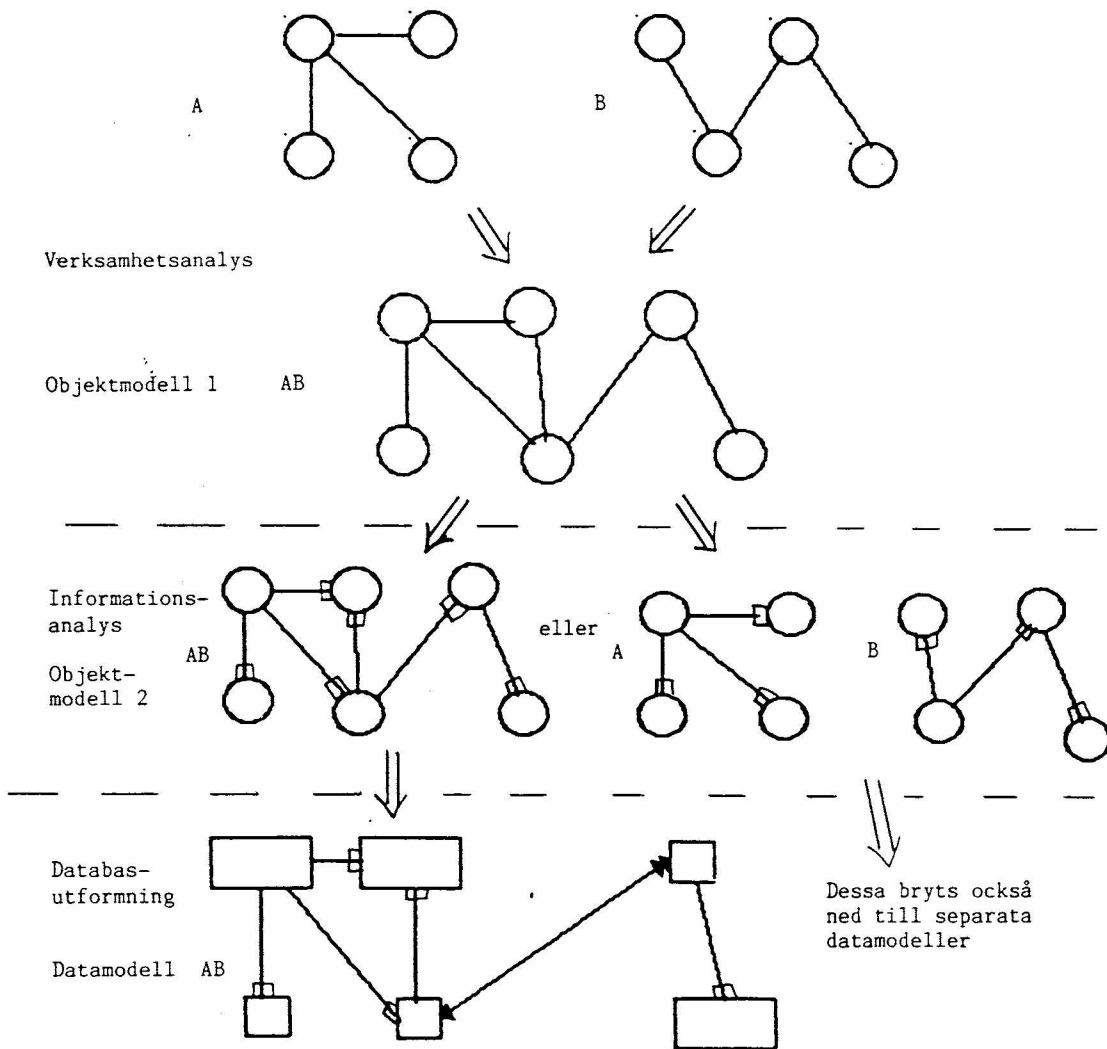 A
B
Verksamhetsanalys
Objektmodell 1 AB
Informations-
analys
AB
Objekt-
modell 2
eller
A
B
Databas-
utformning
Datamodell AB
Dessa bryts också
ned till separata
datamodeller